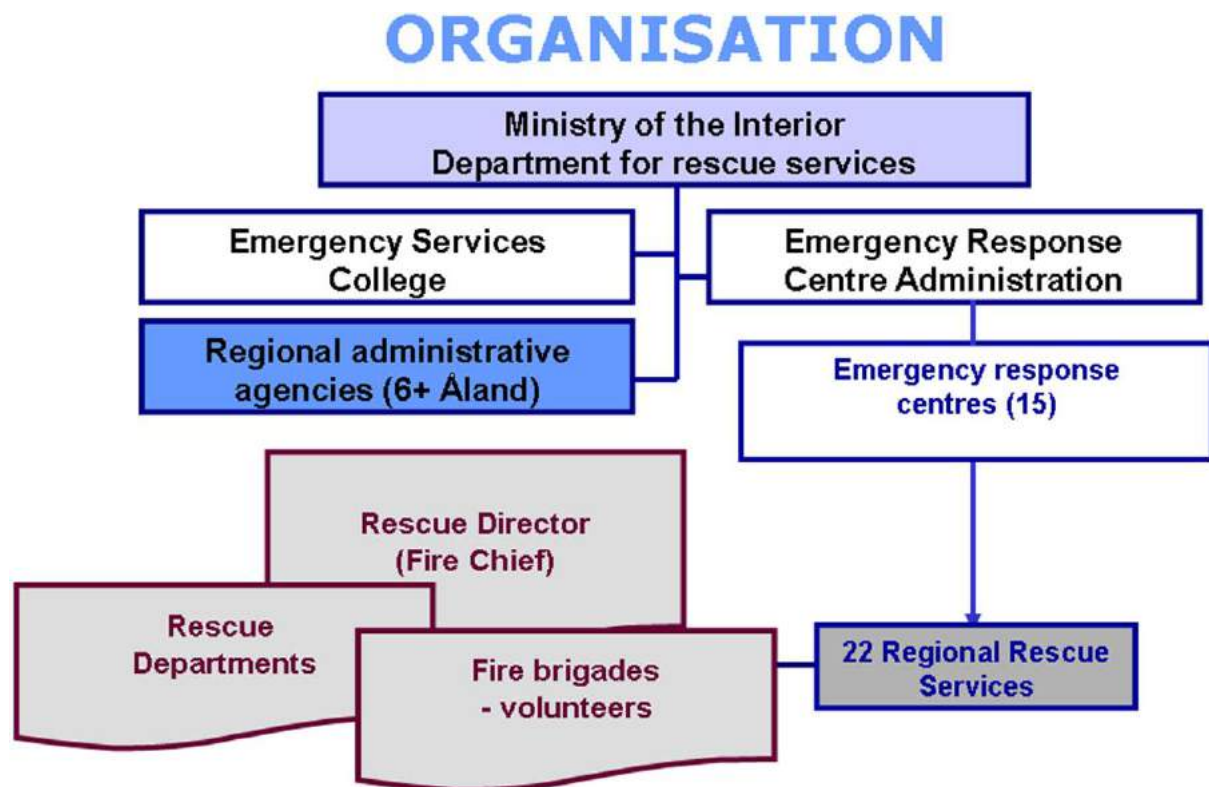 ORGANISATION
Ministry of the Interior
Department for rescue services
Emergency Services
College
Emergency Response
Centre Administration
Regional administrative
agencies (6+ Åland)
Emergency response
centres (15)
Rescue Director
(Fire Chief)
Rescue
Departments
Fire brigades
- volunteers
22 Regional Rescue
Services